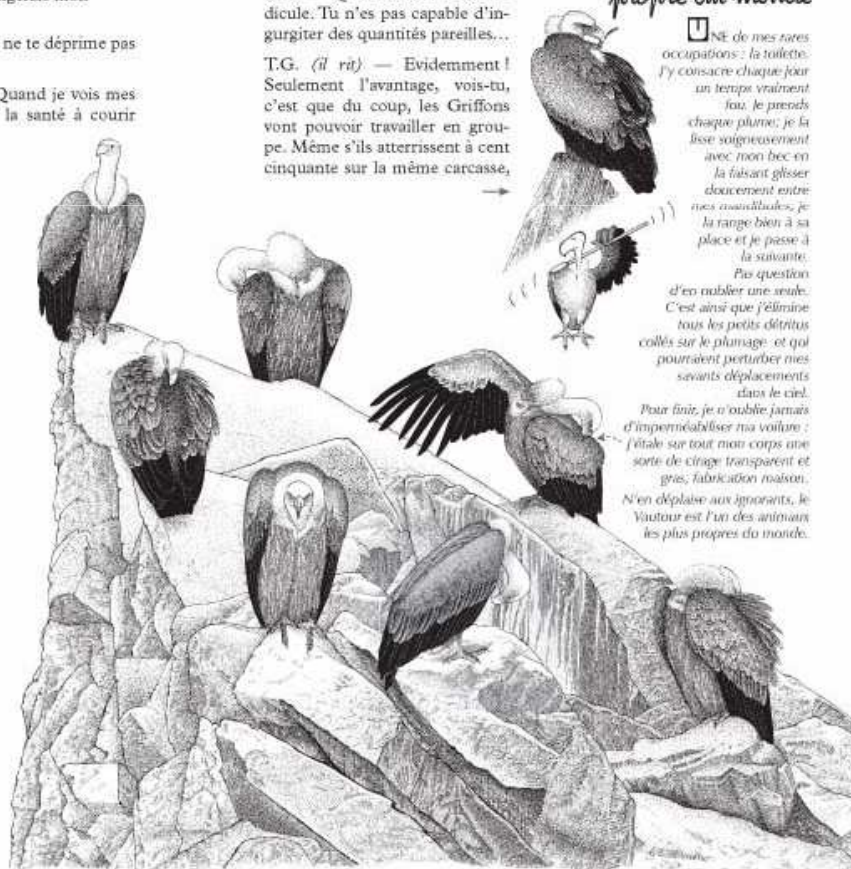 ne te déprime pas
Quand je vois mes
la santé à courir
dicule. Tu n'es pas capable d'in-
gurgiter des quantités pareilles...
T.G. (il rit) — Evidemment !
Seulement l'avantage, vois-tu,
c'est que du coup, les Griffons
vont pouvoir travailler en grou-
pe. Même s'ils atterrissent à cent
cinquante sur la même carcasse,
UNE de mes rares
occupations : la toilette.
J'y consacre chaque jour
un temps vraiment
fou. Je prends
chaque plume; je la
lisse soigneusement
avec mon bec en
la faisant glisser
doucement entre
mes mandibules, je
la range bien à sa
place et je passe à
la suivante.
Pas question
d'en oublier une seule.
C'est ainsi que j'élimine
tous les petits détritus
collés sur le plumage et qui
pourraient perturber mes
savants déplacements
dans le ciel.
Pour finir, je n'oublie jamais
d'imperméabiliser ma voilure :
j'étale sur tout mon corps une
sorte de cirage transparent et
gras, fabrication maison.
N'en déplaise aux ignorants, le
Vautour est l'un des animaux
les plus propres du monde.